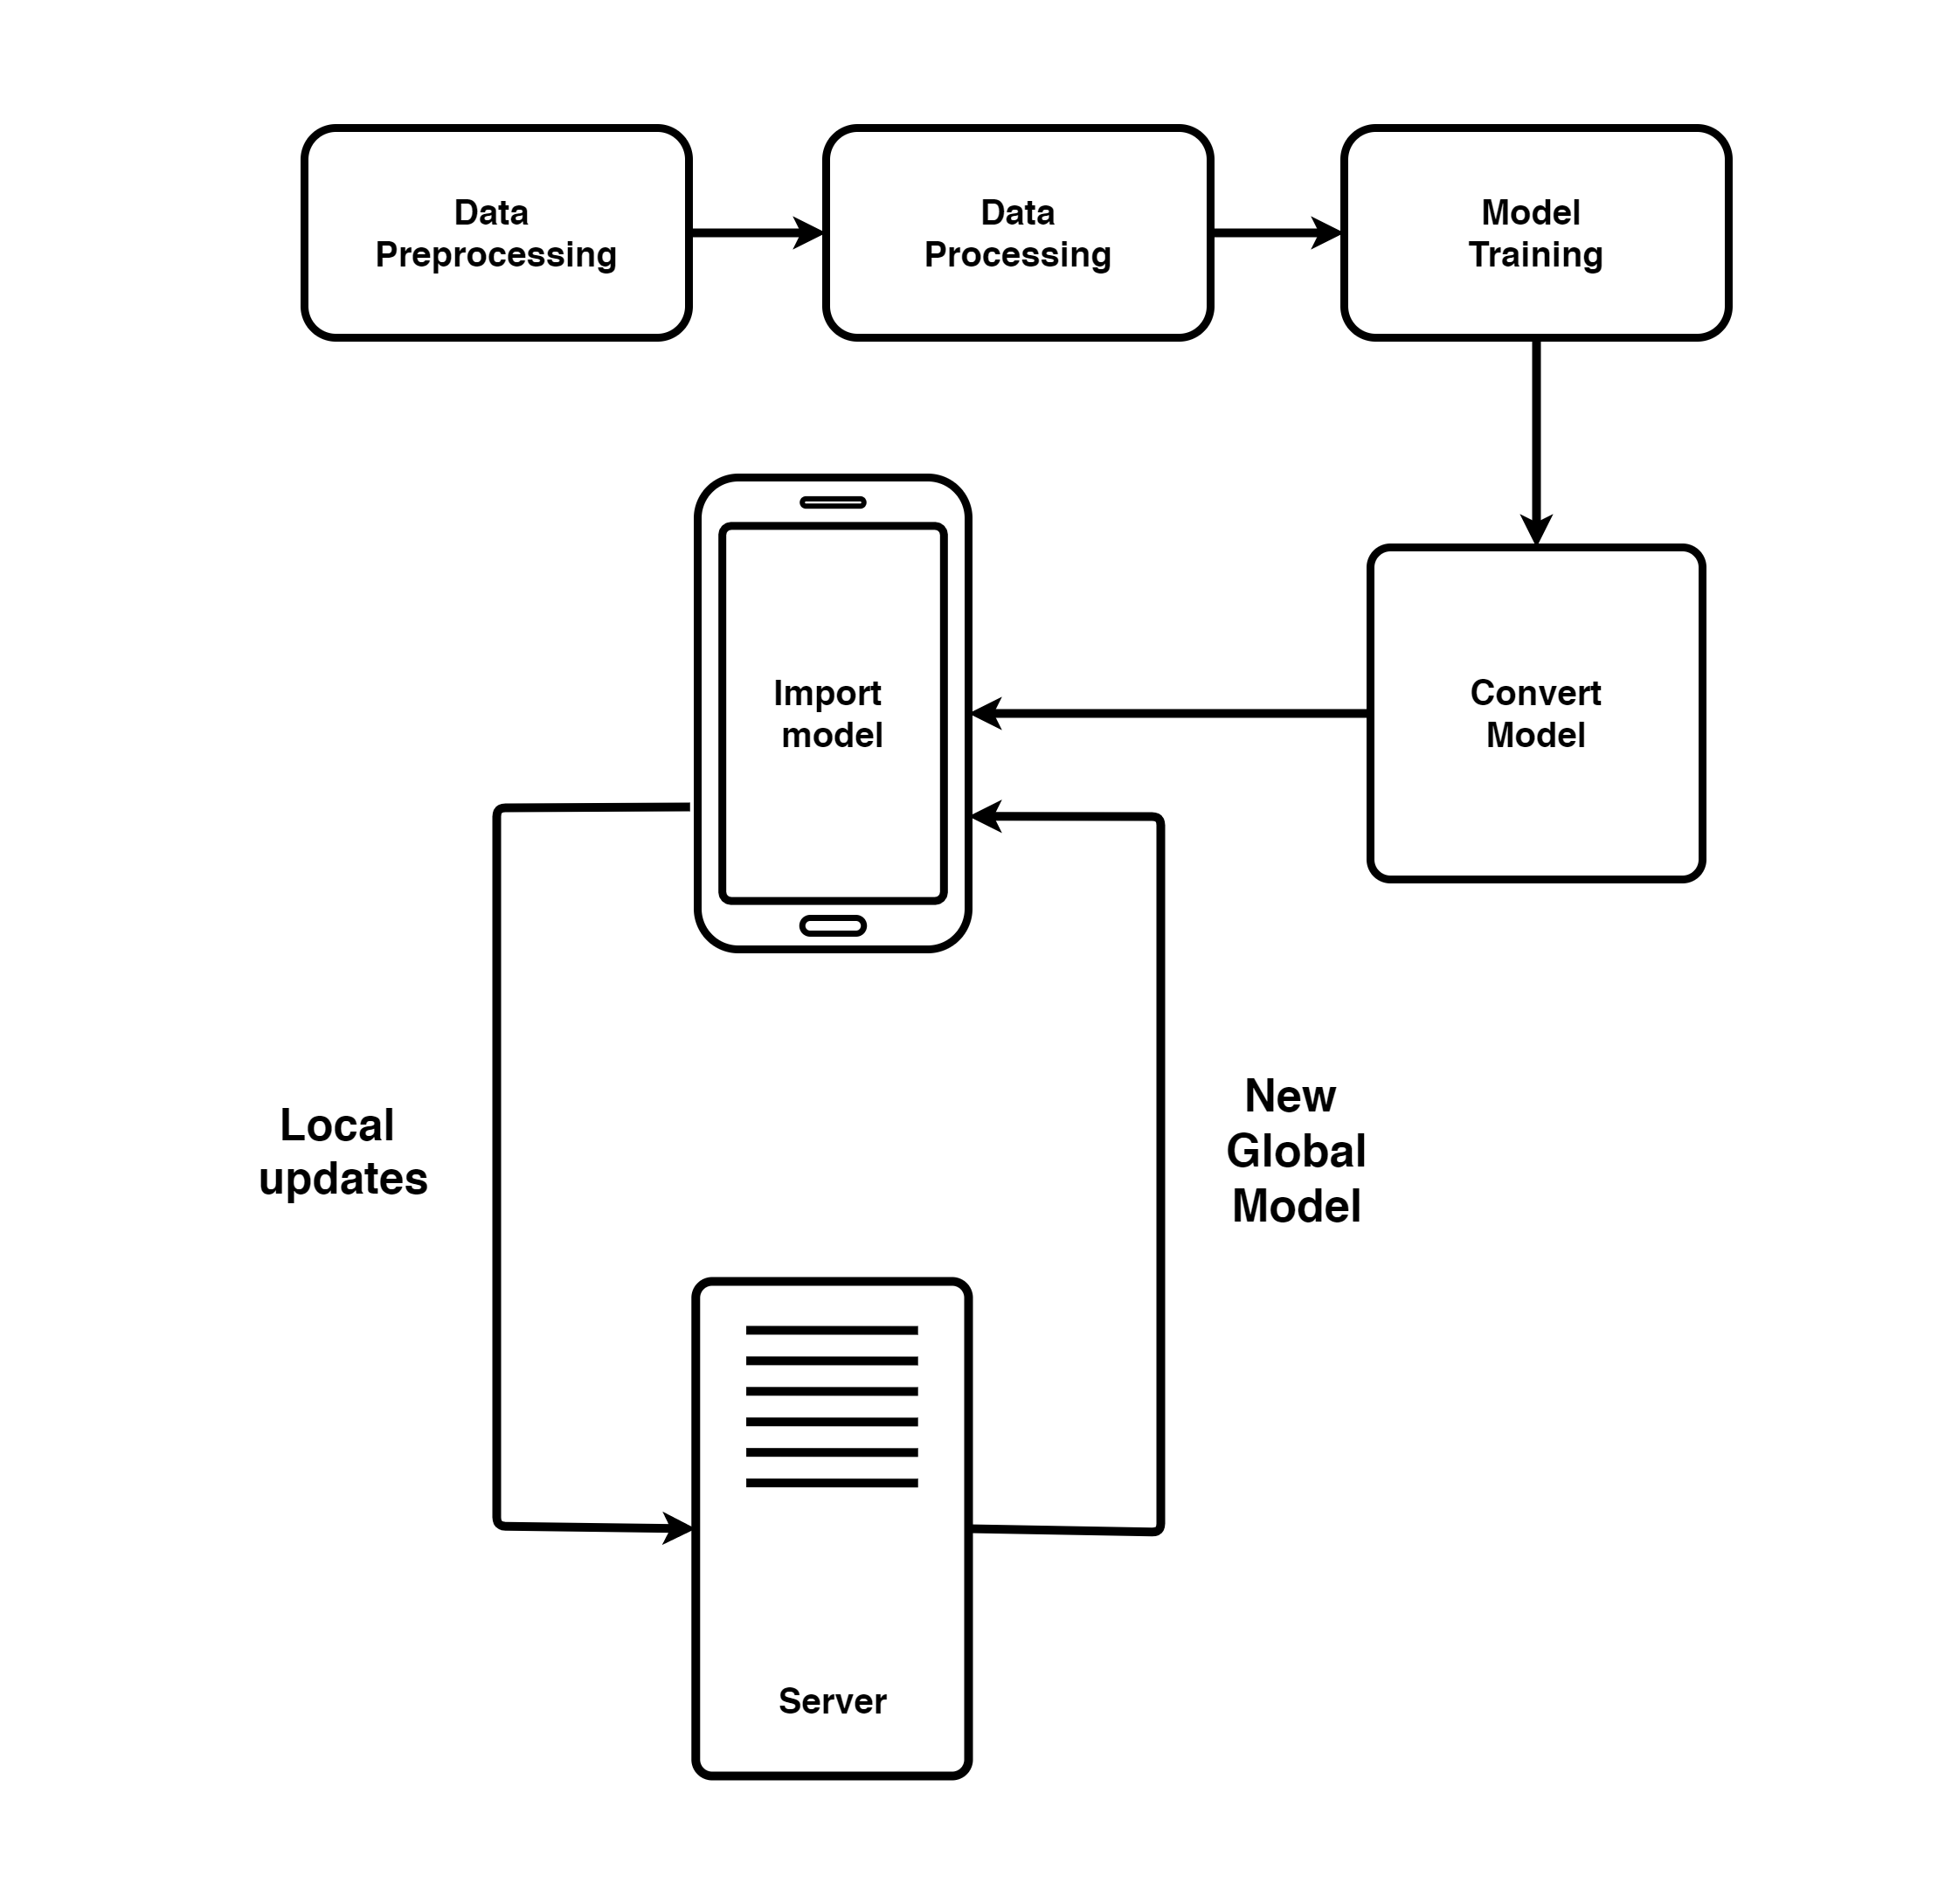 Data
Preprocessing
Data
Processing
Model
Training
Import
model
Convert
Model
Local
updates
New
Global
Model
Server